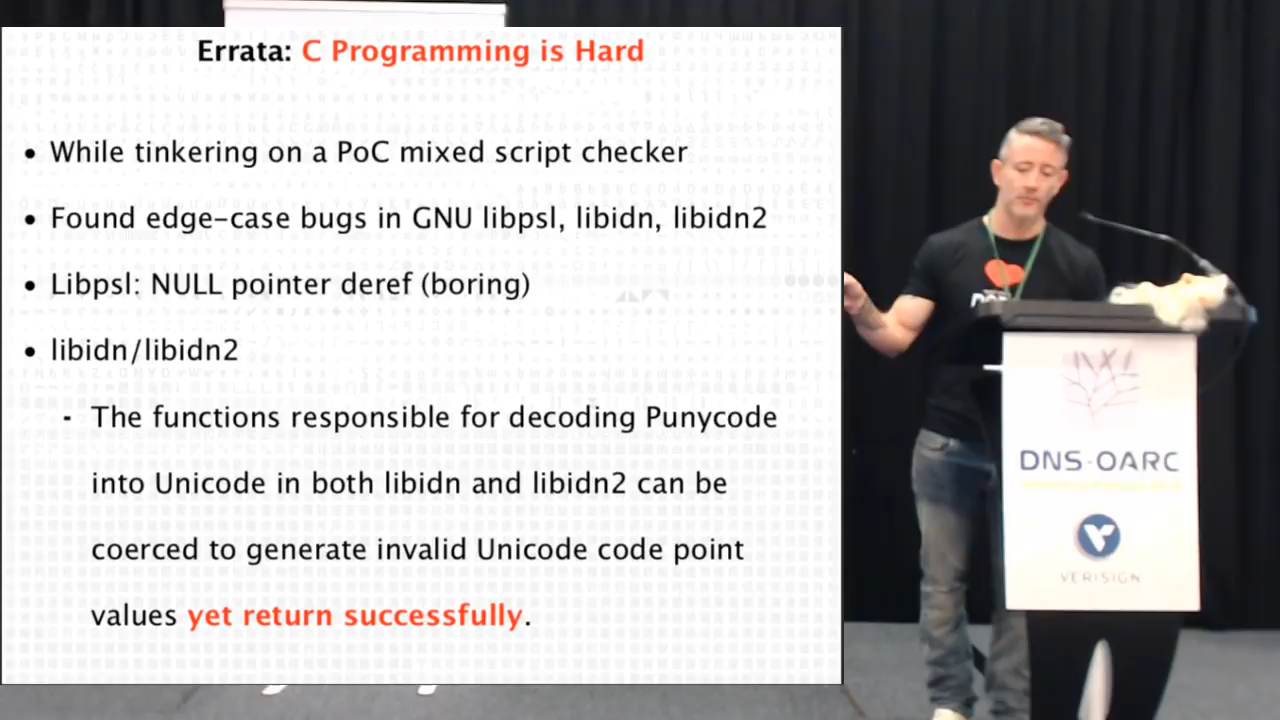 Errata: C Programming is Hard
• While tinkering on a PoC mixed script checker
• Found edge-case bugs in GNU libpsl, libidn, libidn2
• Libpsl: NULL pointer deref (boring)
• libidn/libidn2
- The functions responsible for decoding Punycode
into Unicode in both libidn and libidn2 can be
coerced to generate invalid Unicode code point
values yet return successfully.
DNS-OARC
VERISIGN